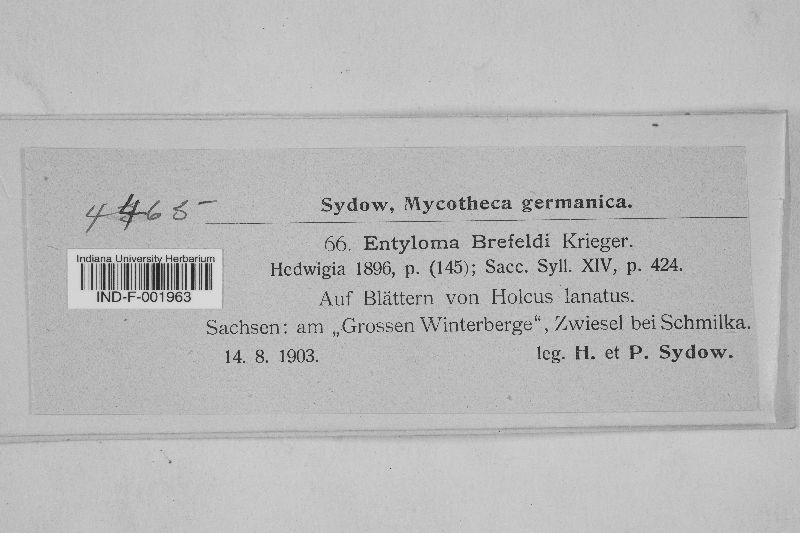 4465
Sydow, Mycotheca germanica.
66. Entyloma Brefeldi Krieger.
Hedwigia 1896, p. (145); Sacc. Syll. XIV, p. 424.
Auf Blättern von Holcus lanatus.
Sachsen: am „Grossen Winterberge“, Zwiesel bei Schmilka.
14. 8. 1903. leg. H. et P. Sydow.
Indiana University Herbarium
IND-F-001963